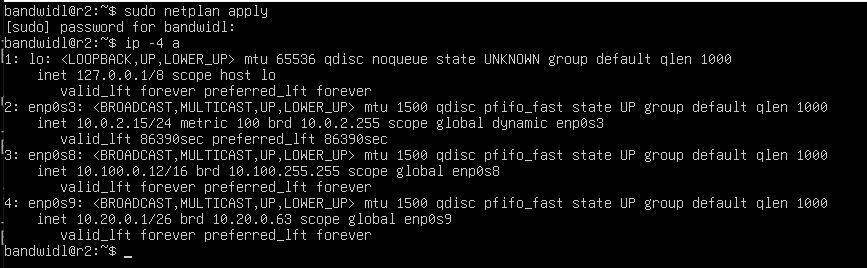 bandwidl@r2:~$ sudo netplan apply
[sudo] password for bandwidl:
bandwidl@r2:~$ ip -4 a
1: lo: <LOOPBACK,UP,LOWER_UP> mtu 65536 qdisc noqueue state UNKNOWN group default qlen 1000
    inet 127.0.0.1/8 scope host lo
       valid_lft forever preferred_lft forever
2: enp0s3: <BROADCAST,MULTICAST,UP,LOWER_UP> mtu 1500 qdisc pfifo_fast state UP group default qlen 1000
    inet 10.0.2.15/24 metric 100 brd 10.0.2.255 scope global dynamic enp0s3
       valid_lft 86390sec preferred_lft 86390sec
3: enp0s8: <BROADCAST,MULTICAST,UP,LOWER_UP> mtu 1500 qdisc pfifo_fast state UP group default qlen 1000
    inet 10.100.0.12/16 brd 10.100.255.255 scope global enp0s8
       valid_lft forever preferred_lft forever
4: enp0s9: <BROADCAST,MULTICAST,UP,LOWER_UP> mtu 1500 qdisc pfifo_fast state UP group default qlen 1000
    inet 10.20.0.1/26 brd 10.20.0.63 scope global enp0s9
       valid_lft forever preferred_lft forever
bandwidl@r2:~$ _